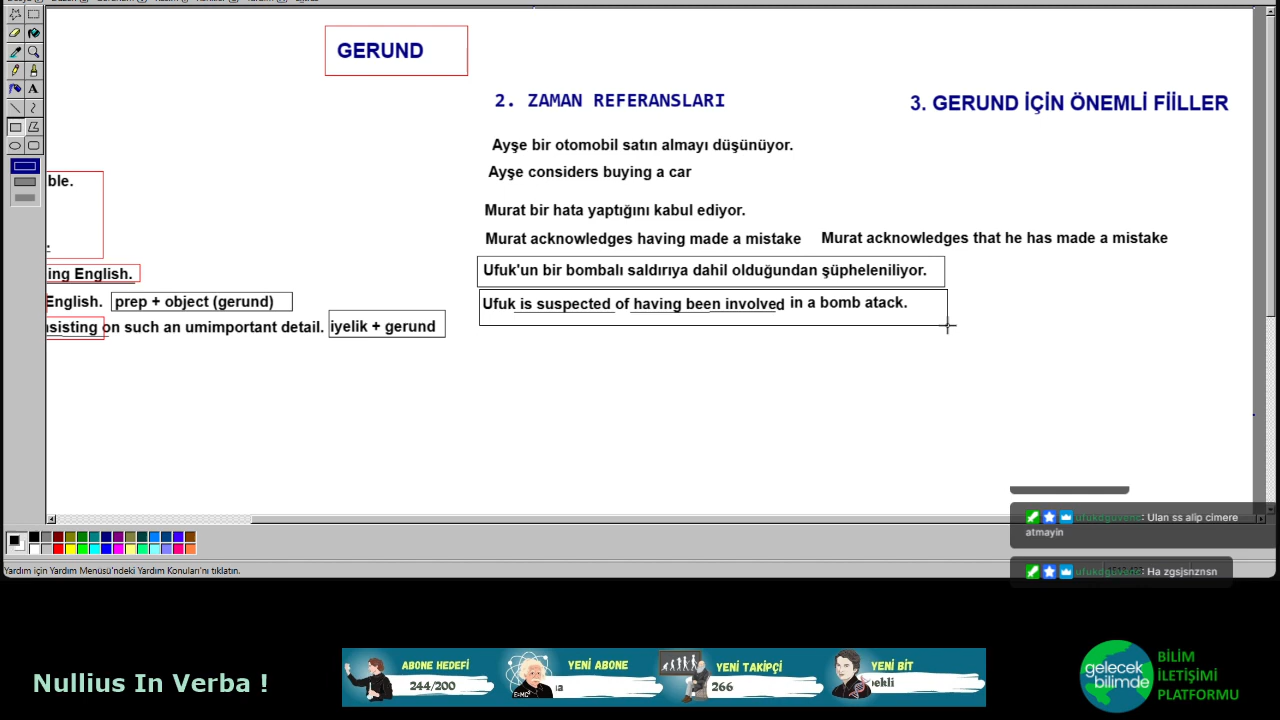 GERUND
2. ZAMAN REFERANSLARI
3. GERUND İÇİN ÖNEMLİ FİİLLER
Ayşe bir otomobil satın almayı düşünüyor.
Ayşe considers buying a car
ble.
Murat bir hata yaptığını kabul ediyor.
Murat acknowledges having made a mistake
Murat acknowledges that he has made a mistake
ing English.
Ufuk'un bir bombalı saldırıya dahil olduğundan şüpheleniliyor.
English. prep + object (gerund)
Ufuk is suspected of having been involved in a bomb atack.
nsisting on such an umimportant detail. iyelik + gerund
ufukdguvenc: Ulan ss alip cimere
atmayin
ufukdguvenc: Ha zgsjsnznsn
Yardım için Yardım Menüsü'ndeki Yardım Konuları'nı tıklatın.
Nullius In Verba !
ABONE HEDEFİ
244/200
YENİ ABONE
E=MC²
YENİ TAKİPÇİ
266
YENİ BİT
gelecek
bilimde
BİLİM
İLETİŞİMİ
PLATFORMU